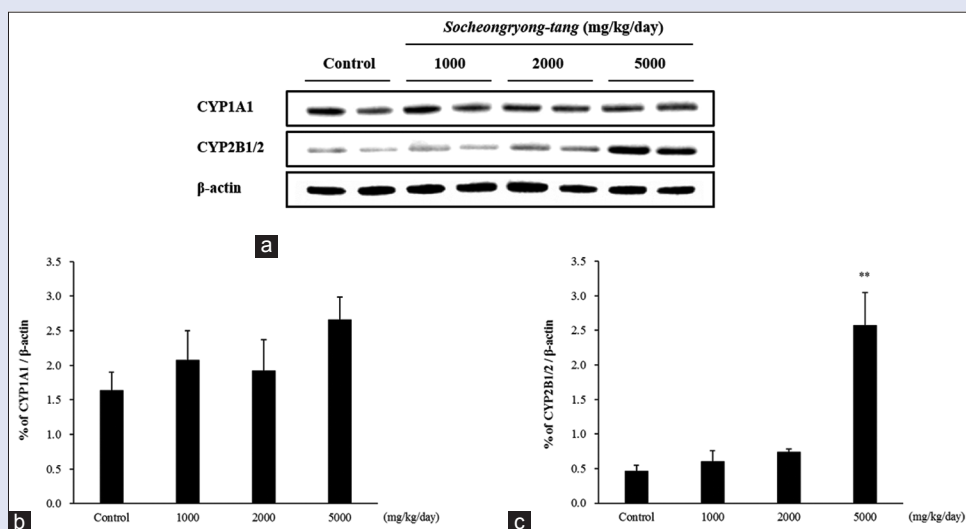 Socheongryong-tang (mg/kg/day)
Control 1000 2000 5000
CYP1A1
CYP2B1/2
β-actin
a
% of CYP1A1 / β-actin
3.5
3.0
2.5
2.0
1.5
1.0
0.5
0.0
Control 1000 2000 5000 (mg/kg/day)
b
% of CYP2B1/2 / β-actin
3.5
3.0
2.5
2.0
1.5
1.0
0.5
0.0
**
Control 1000 2000 5000 (mg/kg/day)
c